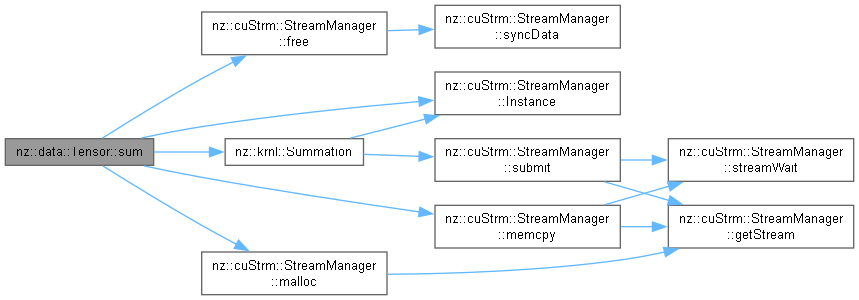 nz::data::Tensor::sum
nz::cuStrm::StreamManager
::free
nz::cuStrm::StreamManager
::syncData
nz::cuStrm::StreamManager
::Instance
nz::krnl::Summation
nz::cuStrm::StreamManager
::submit
nz::cuStrm::StreamManager
::streamWait
nz::cuStrm::StreamManager
::memcpy
nz::cuStrm::StreamManager
::getStream
nz::cuStrm::StreamManager
::malloc